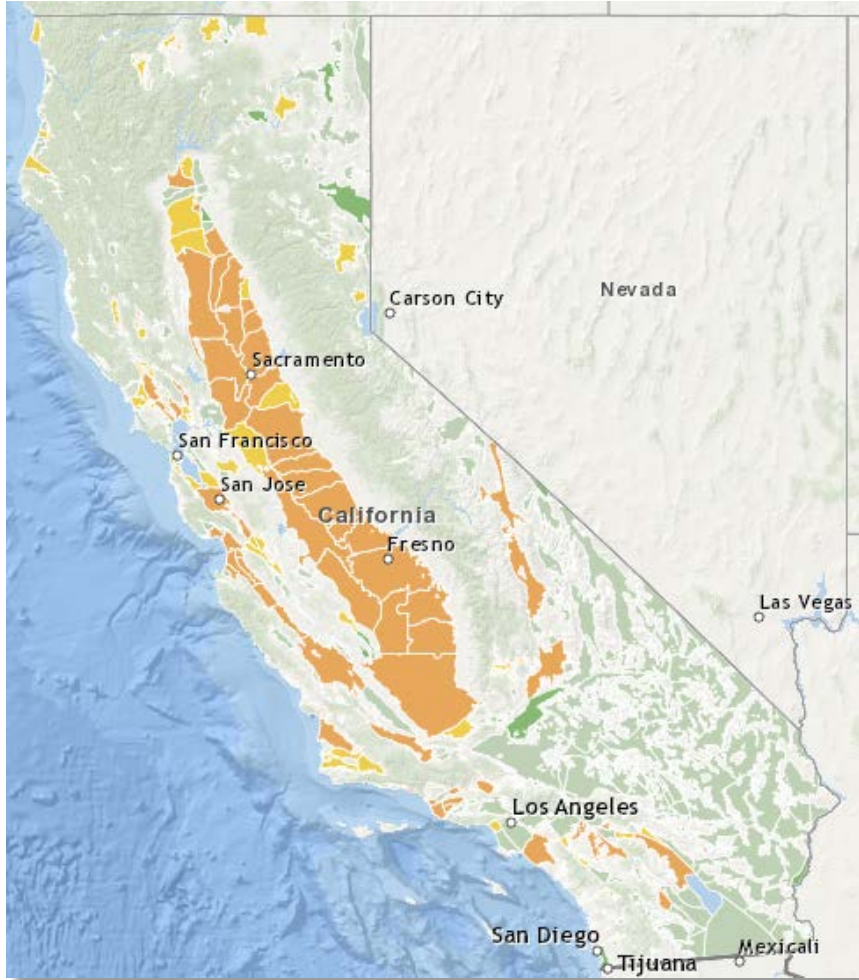 Carson City
Nevada
Sacramento
San Francisco
San Jose
California
Fresno
Las Vegas
Los Angeles
San Diego
Tijuana
Mexicali